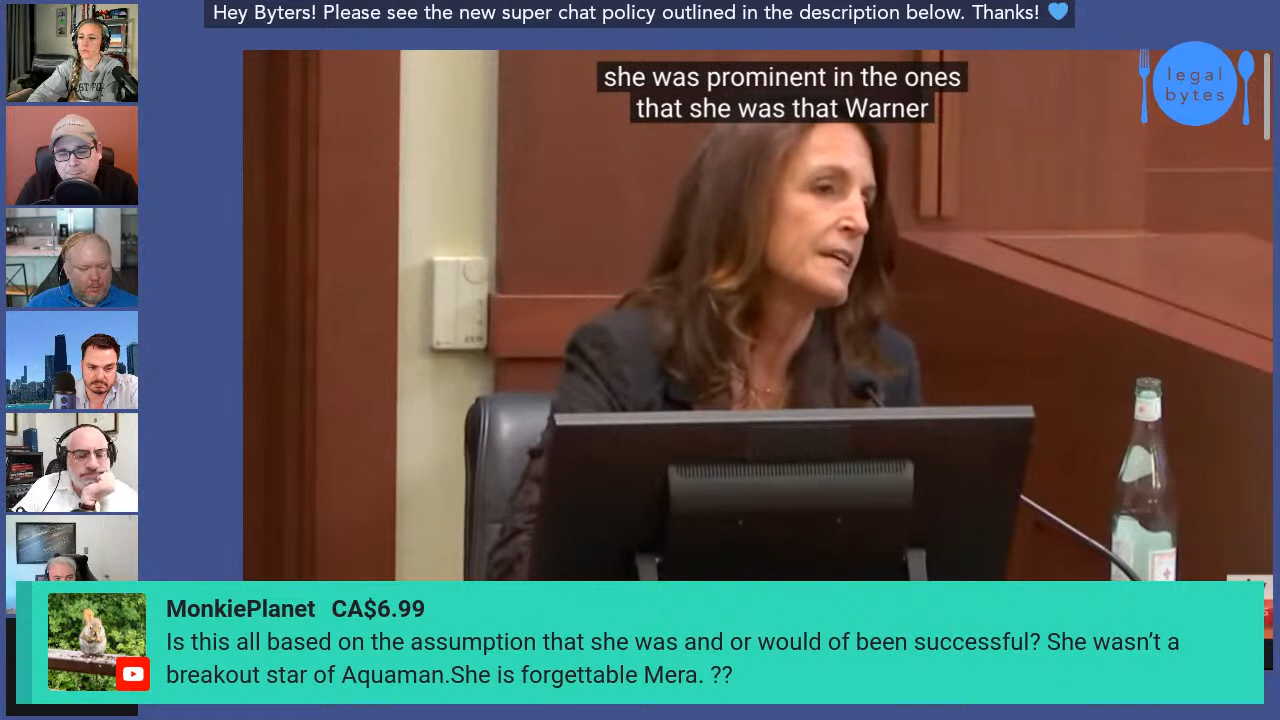 Hey Byters! Please see the new super chat policy outlined in the description below. Thanks! 💙
legal
bytes
she was prominent in the ones
that she was that Warner
MonkiePlanet CA$6.99
Is this all based on the assumption that she was and or would of been successful? She wasn’t a
breakout star of Aquaman.She is forgettable Mera. ??